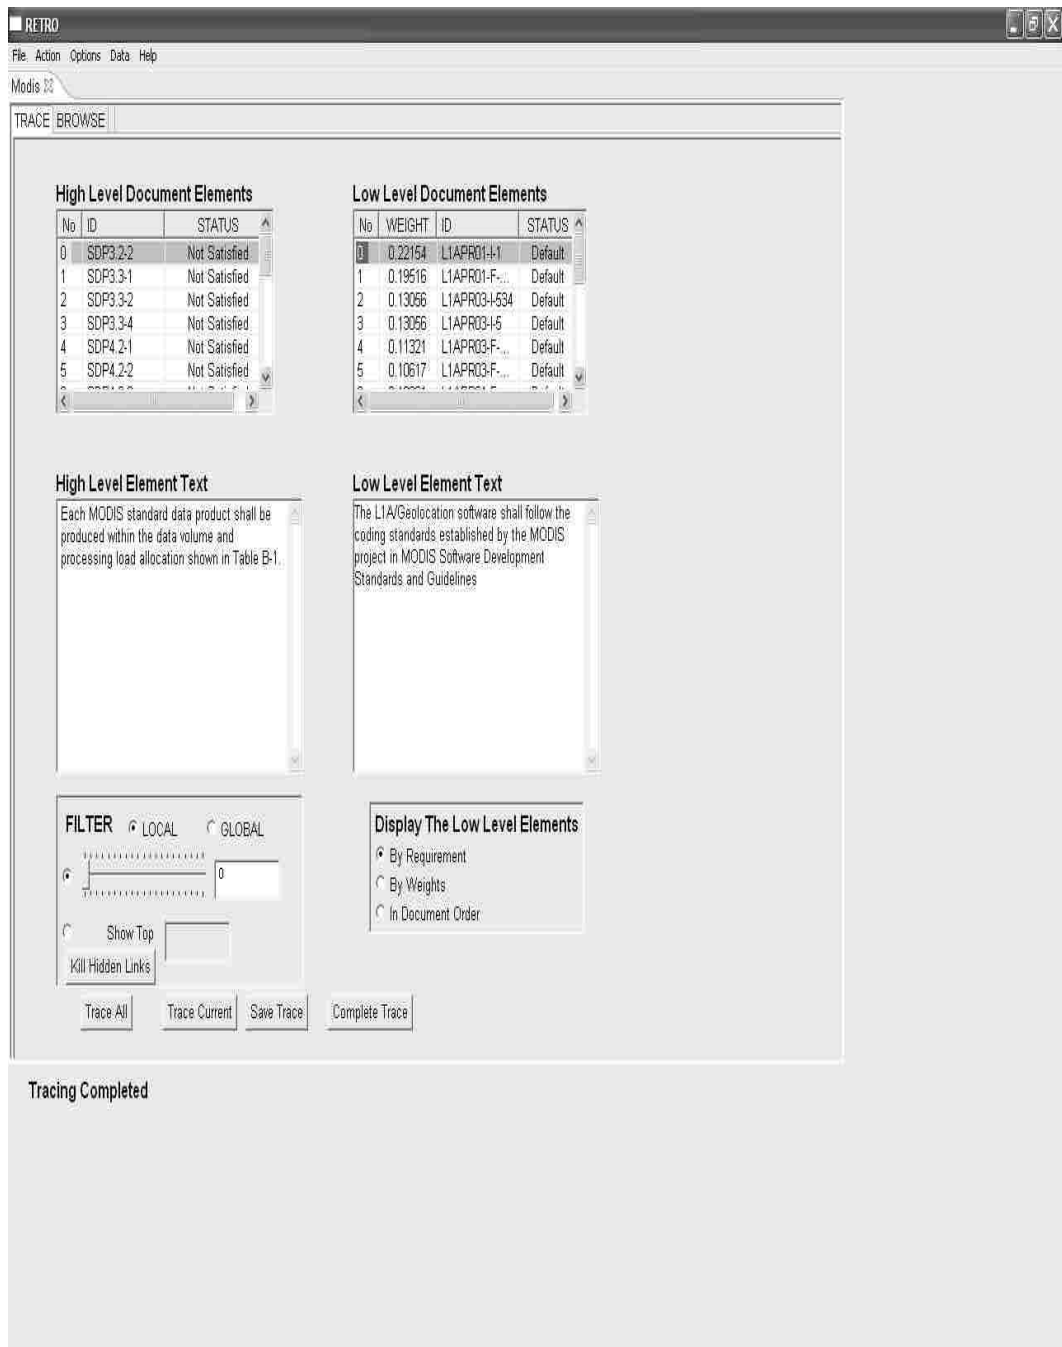 RETRO
File Action Options Data Help
Modis
TRACE BROWSE
High Level Document Elements
No ID STATUS
0 SDP3.2-2 Not Satisfied
1 SDP3.3-1 Not Satisfied
2 SDP3.3-2 Not Satisfied
3 SDP3.3-4 Not Satisfied
4 SDP4.2-1 Not Satisfied
5 SDP4.2-2 Not Satisfied
Low Level Document Elements
No WEIGHT ID STATUS
0 0.22154 L1APR01-I-1 Default
1 0.19516 L1APR01-F-... Default
2 0.13056 L1APR03-I-534 Default
3 0.13056 L1APR03-I-5 Default
4 0.11321 L1APR03-F-... Default
5 0.10617 L1APR03-F-... Default
High Level Element Text
Each MODIS standard data product shall be
produced within the data volume and
processing load allocation shown in Table B-1.
Low Level Element Text
The L1A/Geolocation software shall follow the
coding standards established by the MODIS
project in MODIS Software Development
Standards and Guidelines
FILTER LOCAL GLOBAL
0
Show Top
Kill Hidden Links
Display The Low Level Elements
By Requirement
By Weights
In Document Order
Trace All Trace Current Save Trace Complete Trace
Tracing Completed